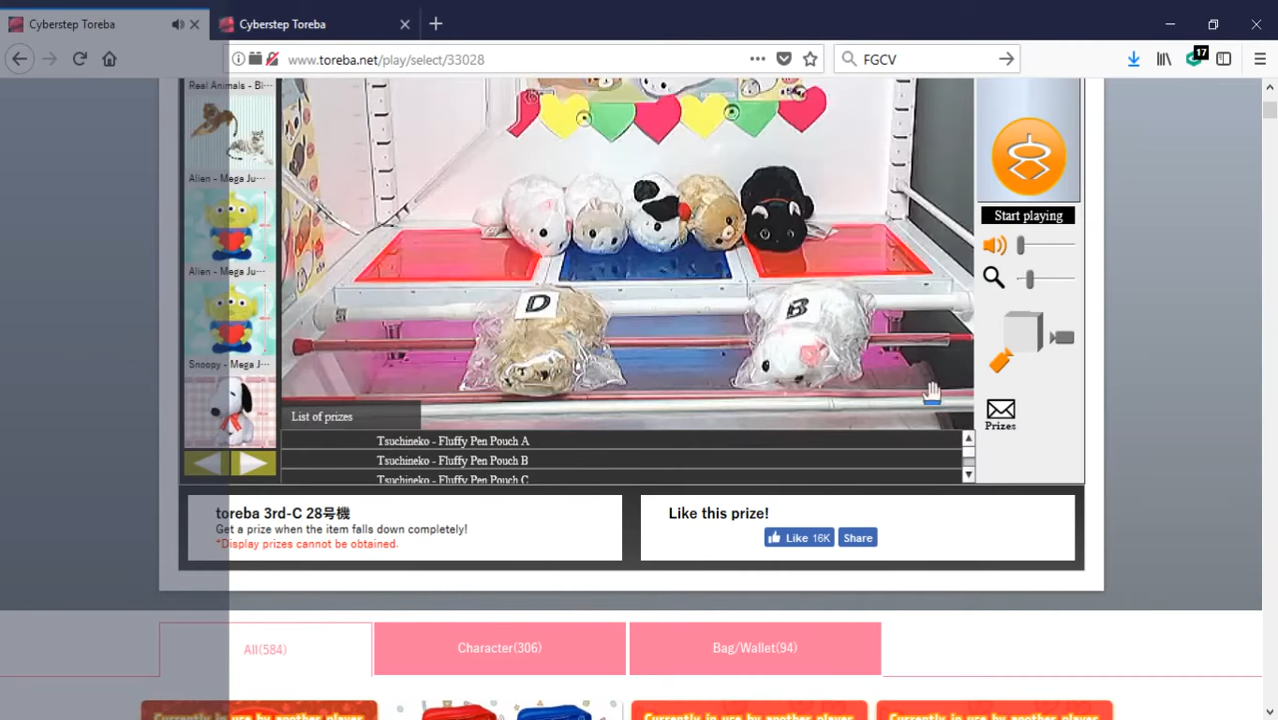 Cyberstep Toreba
Cyberstep Toreba
www.toreba.net/play/select/33028
FGCV
17
Real Animals - Bi···
Alien - Mega Ju···
Alien - Mega Ju···
Snoopy - Mega J···
D
B
Start playing
Prizes
List of prizes
Tsuchineko - Fluffy Pen Pouch A
Tsuchineko - Fluffy Pen Pouch B
Tsuchineko - Fluffy Pen Pouch C
toreba 3rd-C 28号機
Get a prize when the item falls down completely!
*Display prizes cannot be obtained.
Like this prize!
Like 16K
Share
All(584)
Character(306)
Bag/Wallet(94)
Currently in use by another player
Currently in use by another player
Currently in use by another player